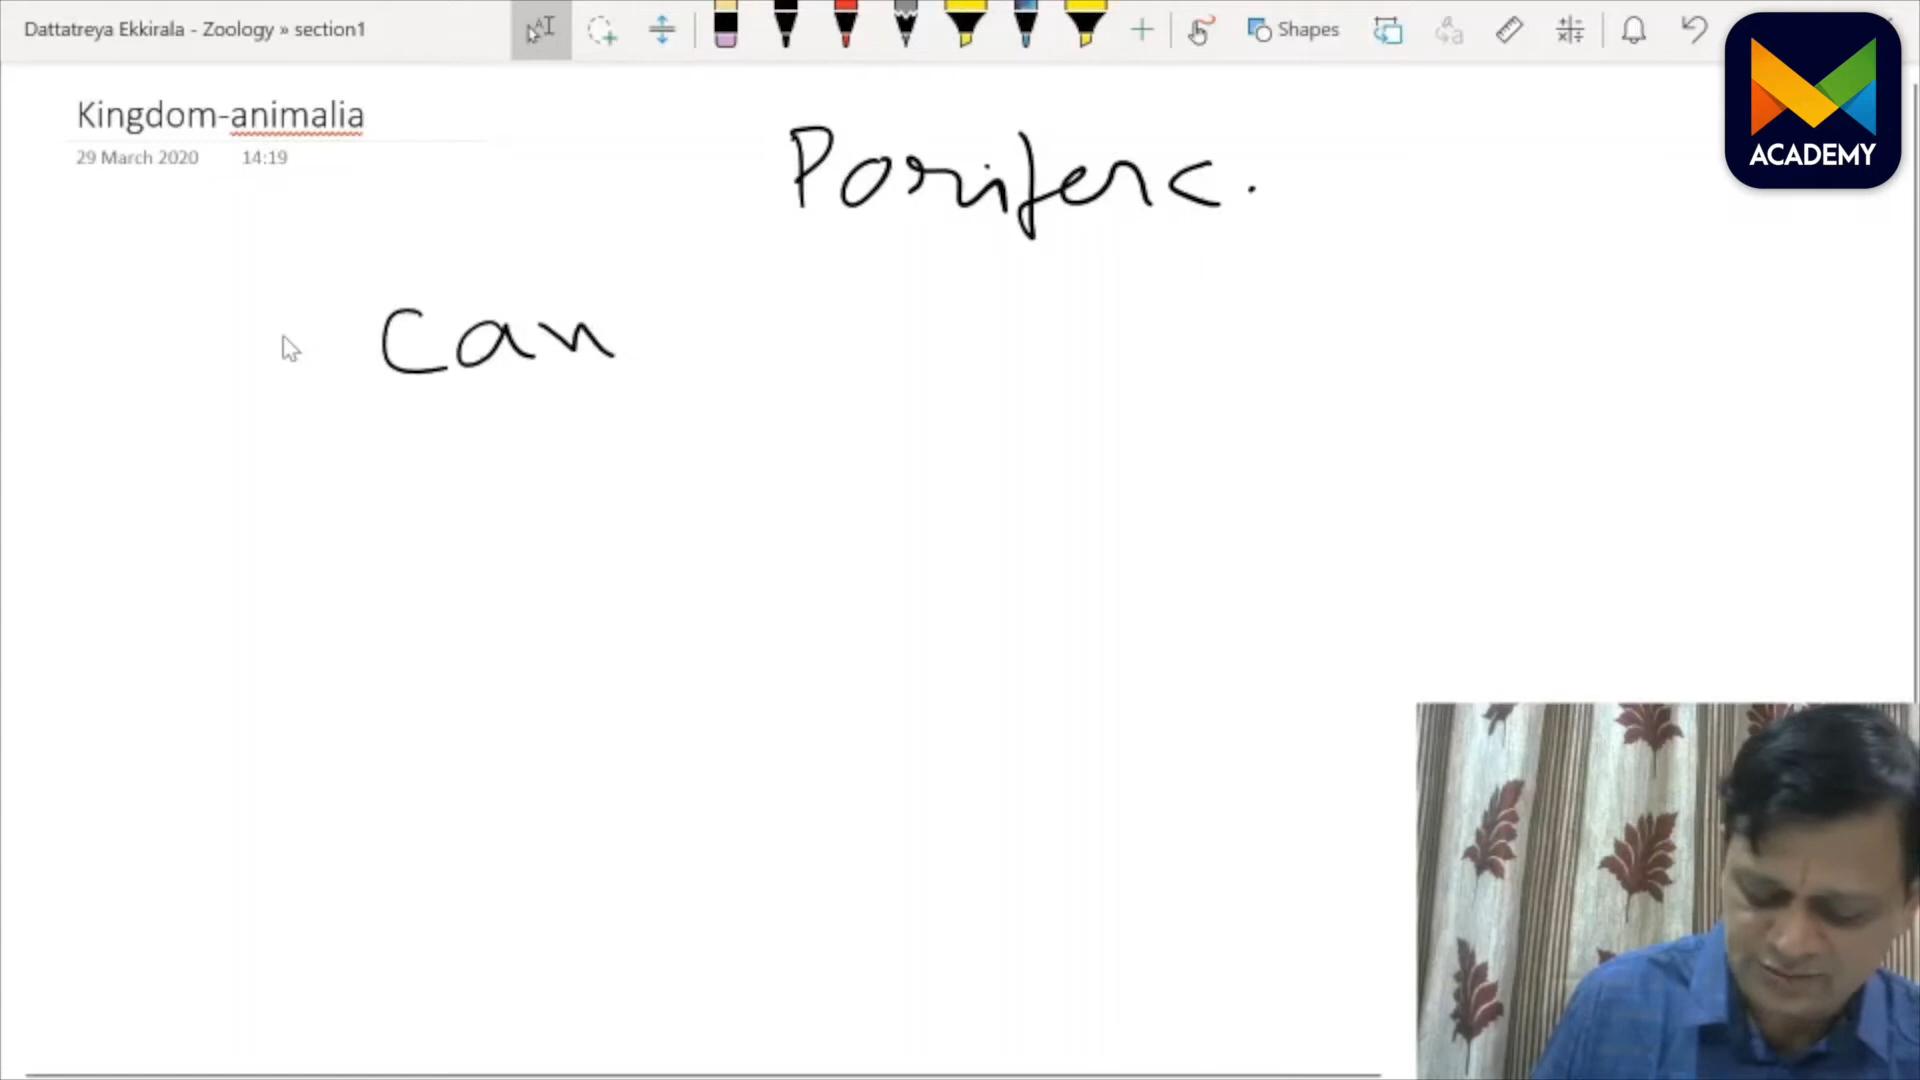 Dattatreya Ekkirala - Zoology » section1
Shapes
ACADEMY
Kingdom-animalia
29 March 2020 14:19
Porifera.
Can